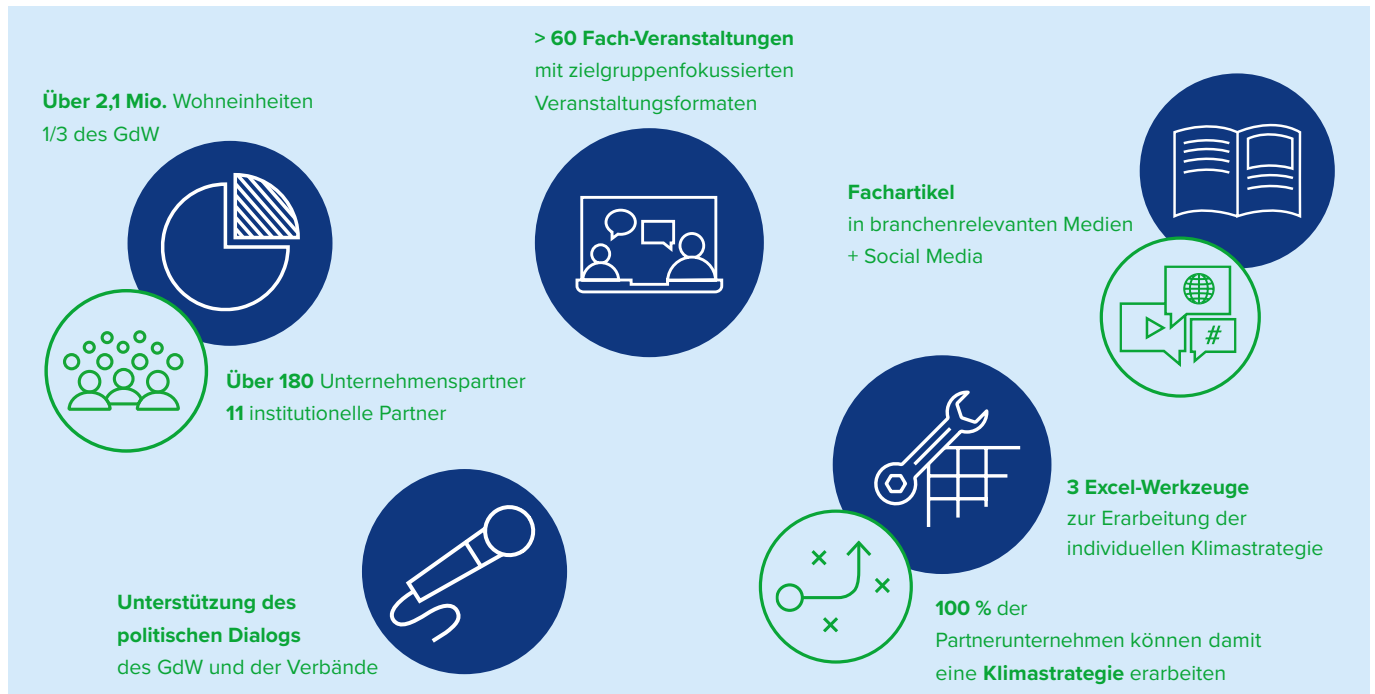 > 60 Fach-Veranstaltungen
mit zielgruppenfokussierten
Veranstaltungsformaten
Über 2,1 Mio. Wohneinheiten
1/3 des GdW
Fachartikel
in branchenrelevanten Medien
+ Social Media
#
Über 180 Unternehmenspartner
11 institutionelle Partner
3 Excel-Werkzeuge
zur Erarbeitung der
individuellen Klimastrategie
Unterstützung des
politischen Dialogs
des GdW und der Verbände
100 % der
Partnerunternehmen können damit
eine Klimastrategie erarbeiten